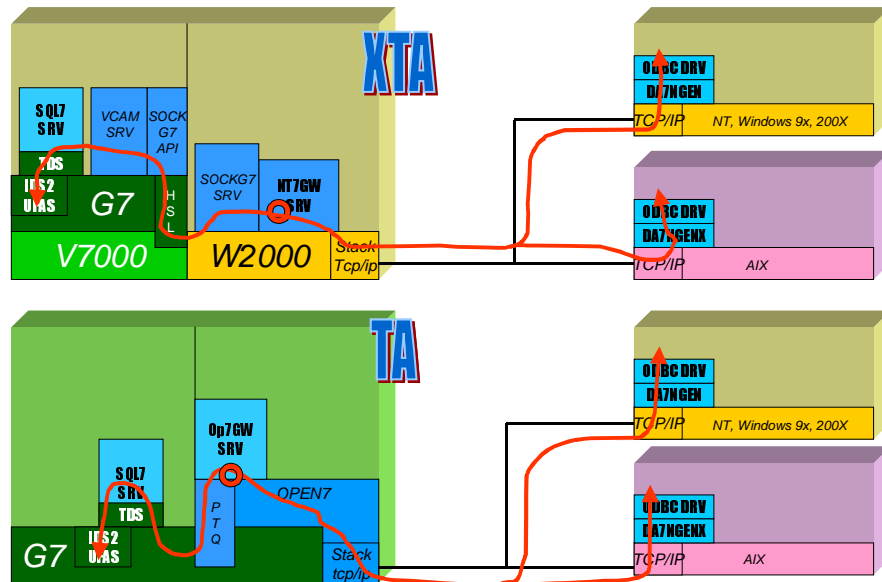 XTA
SQL7
SRV
VCAM
SRV
SOCK
G7
API
TDS
IDS2
UFAS
G7
H
S
L
SOCKG7
SRV
NT7GW
SRV
V7000
W2000
Stack
Tcp/ip
ODBC DRV
DA7NGEN
TCP/IP
NT, Windows 9x, 200X
ODBC DRV
DA7NGENX
TCP/IP
AIX
TA
Op7GW
SRV
SQL7
SRV
TDS
IDS2
UFAS
G7
P
T
Q
OPEN7
Stack
tcp/ip
ODBC DRV
DA7NGEN
TCP/IP
NT, Windows 9x, 200X
ODBC DRV
DA7NGENX
TCP/IP
AIX